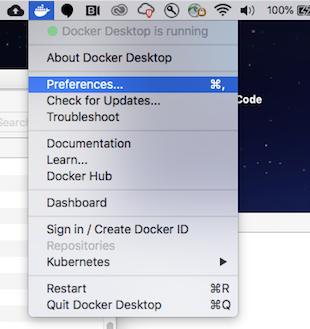 100%
Docker Desktop is running
About Docker Desktop
Preferences... ⌘,
Check for Updates...
Troubleshoot
Code
Search
Documentation
Learn...
Docker Hub
Dashboard
Sign in / Create Docker ID
Repositories
Kubernetes
Restart ⌘R
Quit Docker Desktop ⌘Q